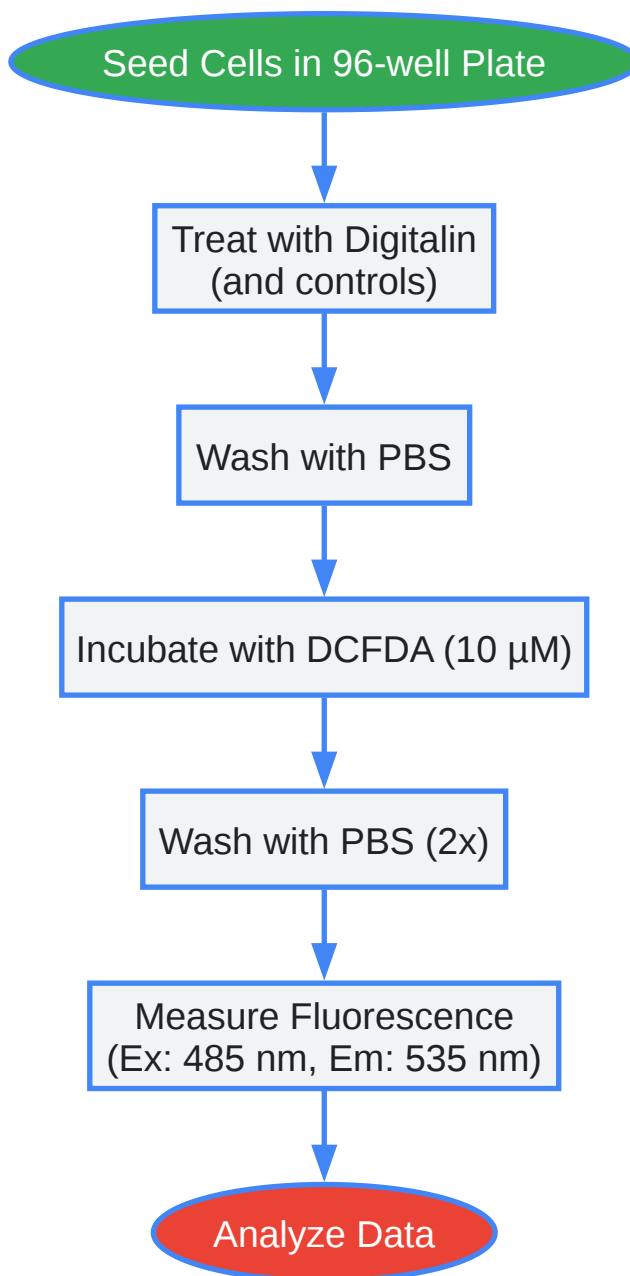 Seed Cells in 96-well Plate
Treat with Digitalin
(and controls)
Wash with PBS
Incubate with DCFDA (10 µM)
Wash with PBS (2x)
Measure Fluorescence
(Ex: 485 nm, Em: 535 nm)
Analyze Data